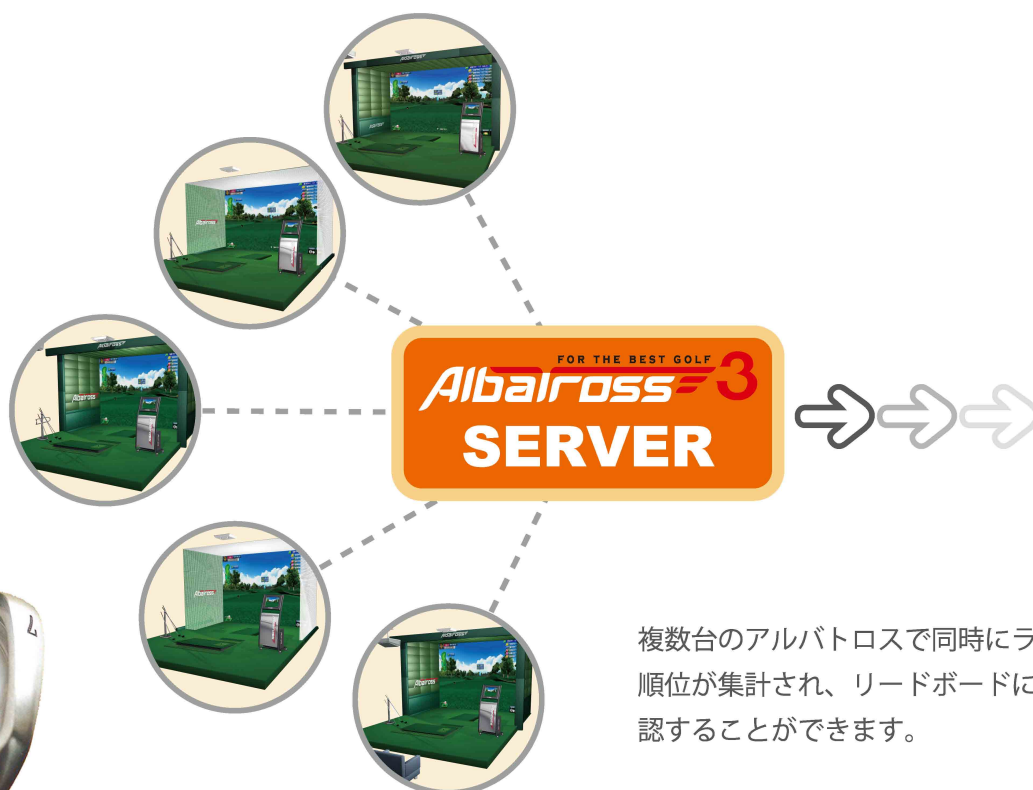 FOR THE BEST GOLF
Albatross 3
SERVER
複数台のアルバトロスで同時にラ
順位が集計され、リードボードに
認することができます。